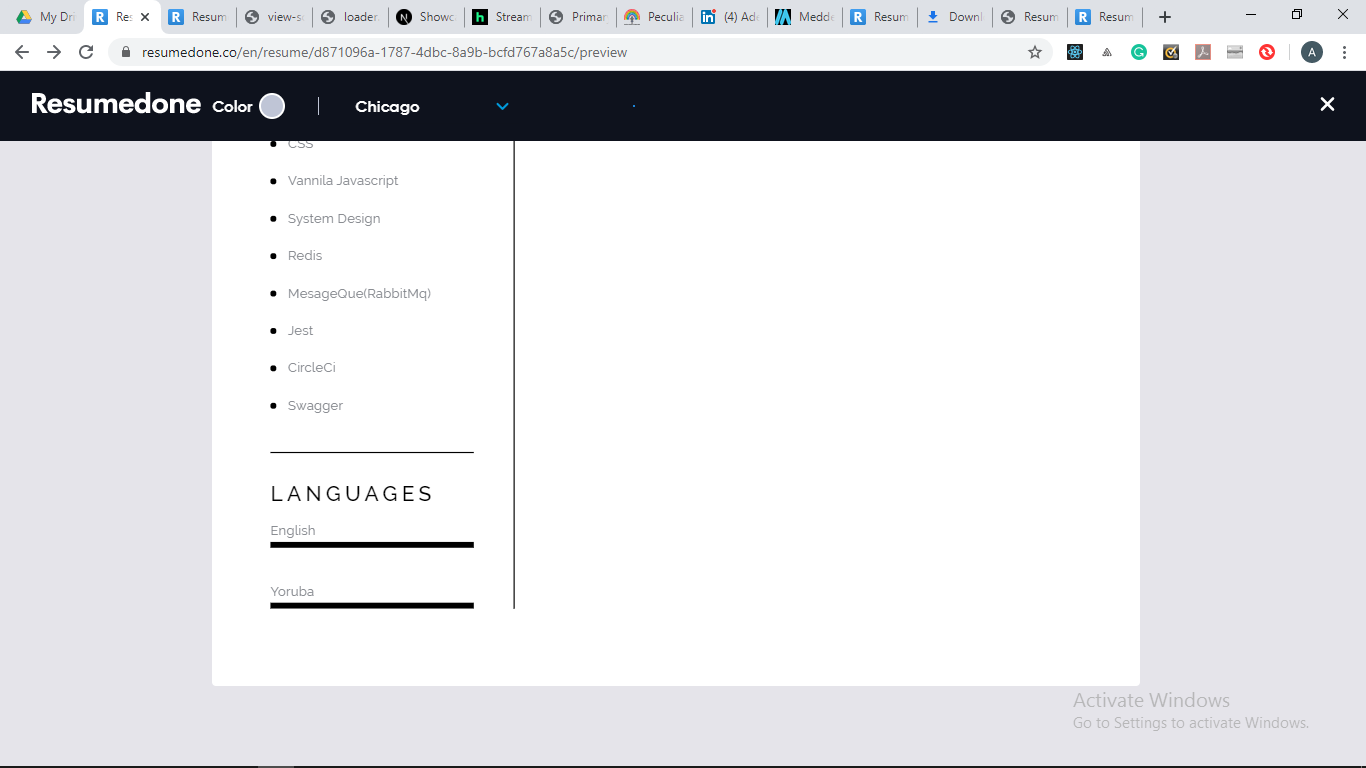 My Dri
Res
Resum
view-so
loader.
Showc
Stream
Primar
Peculia
(4) Ade
Medde
Resum
Downl
Resum
Resum
resumedone.co/en/resume/d871096a-1787-4dbc-8a9b-bcfd767a8a5c/preview
Resumedone Color Chicago
CSS
Vannila Javascript
System Design
Redis
MesageQue(RabbitMq)
Jest
CircleCi
Swagger
LANGUAGES
English
Yoruba
Activate Windows
Go to Settings to activate Windows.